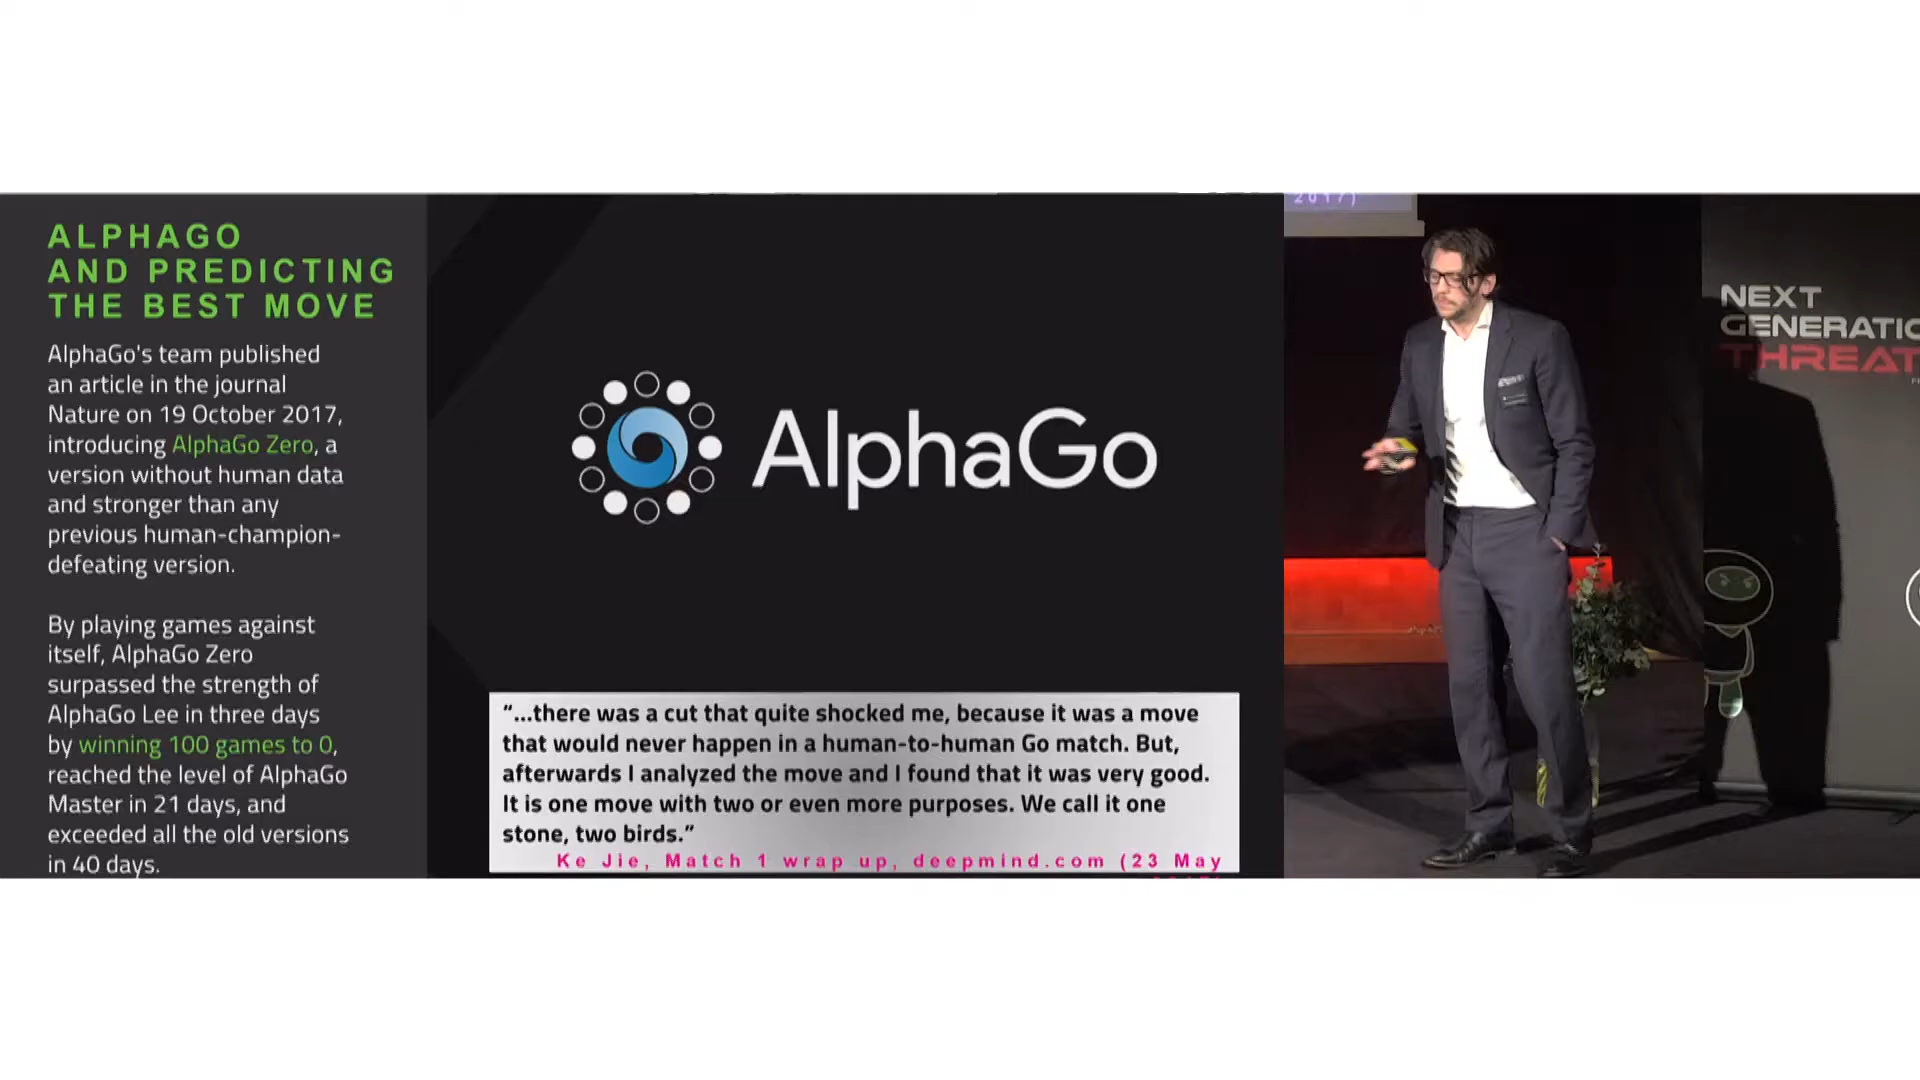 ALPHAGO
AND PREDICTING
THE BEST MOVE
AlphaGo's team published
an article in the journal
Nature on 19 October 2017,
introducing AlphaGo Zero, a
version without human data
and stronger than any
previous human-champion-
defeating version.
By playing games against
itself, AlphaGo Zero
surpassed the strength of
AlphaGo Lee in three days
by winning 100 games to 0,
reached the level of AlphaGo
Master in 21 days, and
exceeded all the old versions
in 40 days.
AlphaGo
“...there was a cut that quite shocked me, because it was a move
that would never happen in a human-to-human Go match. But,
afterwards I analyzed the move and I found that it was very good.
It is one move with two or even more purposes. We call it one
stone, two birds.”
Ke Jie, Match 1 wrap up, deepmind.com (23 May
2017)
NEXT
GENERATIO
THREAT